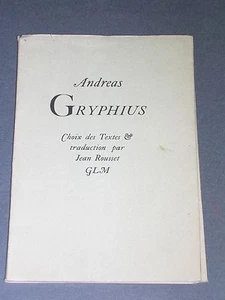 Andreas
GRYPHIUS
Choix des Textes &
traduction par
Jean Rousset
GLM